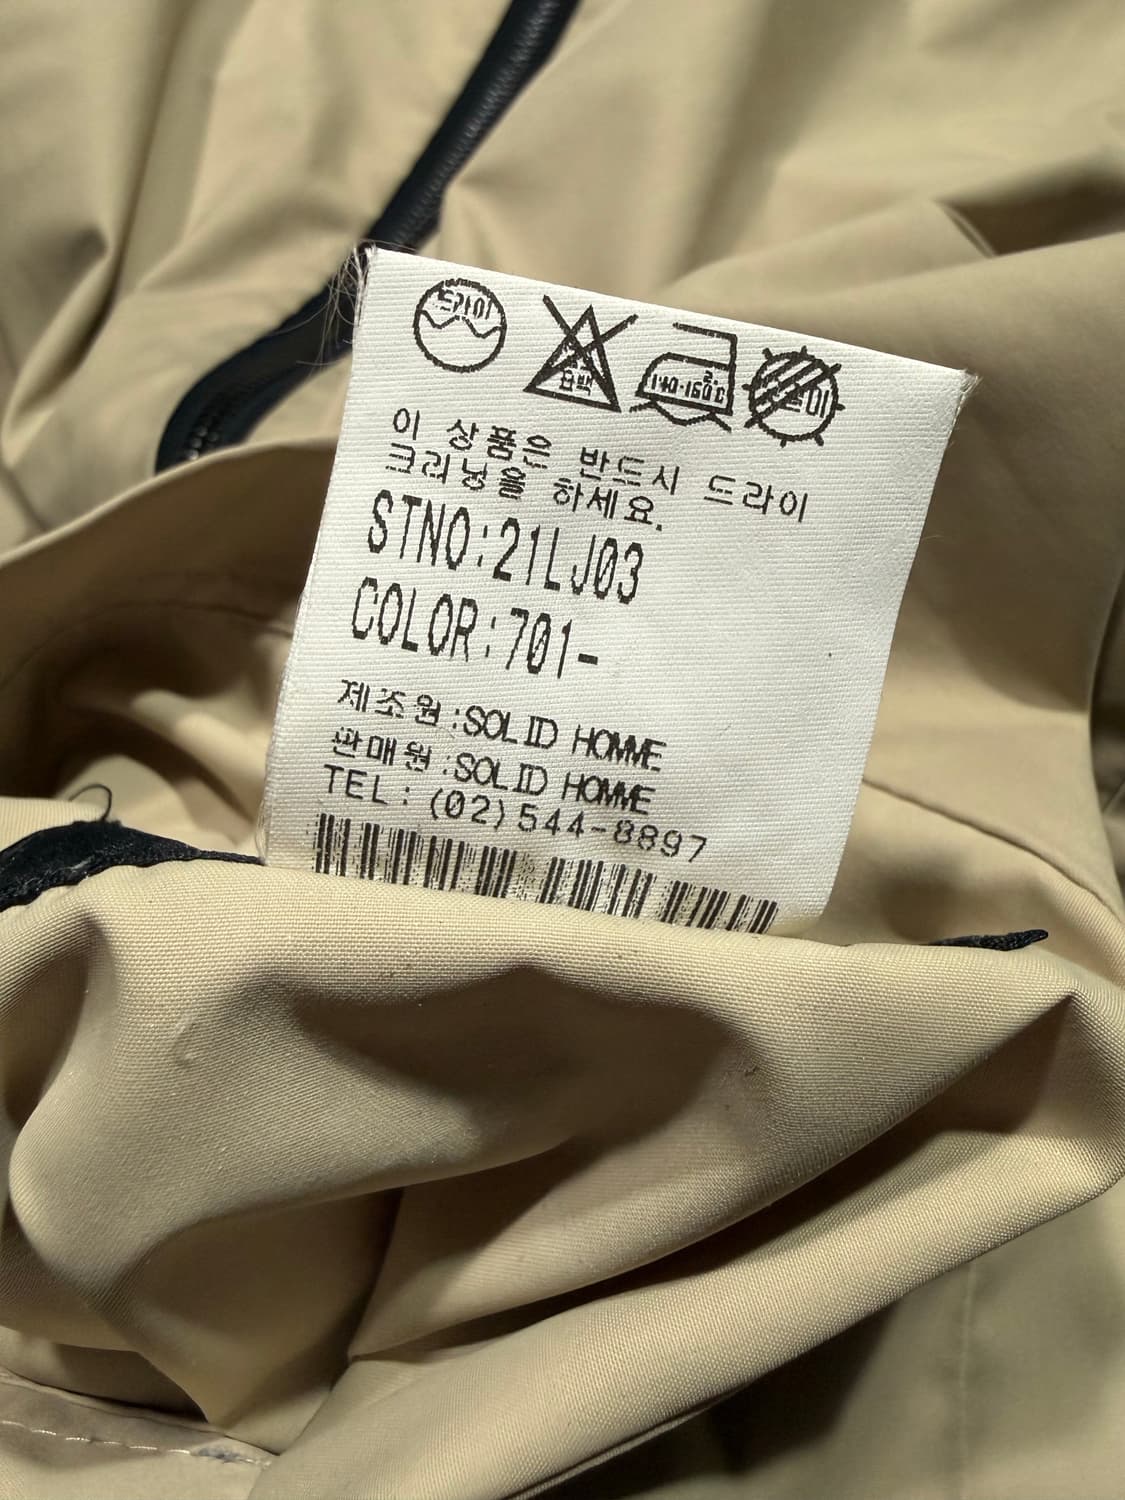 드라이
표백
140-160°C
이 상품은 반드시 드라이
크리닝을 하세요.
STNO:21LJ03
COLOR:701-
제조원:SOLID HOMME
판매원:SOLID HOMME
TEL: (02)544-8897